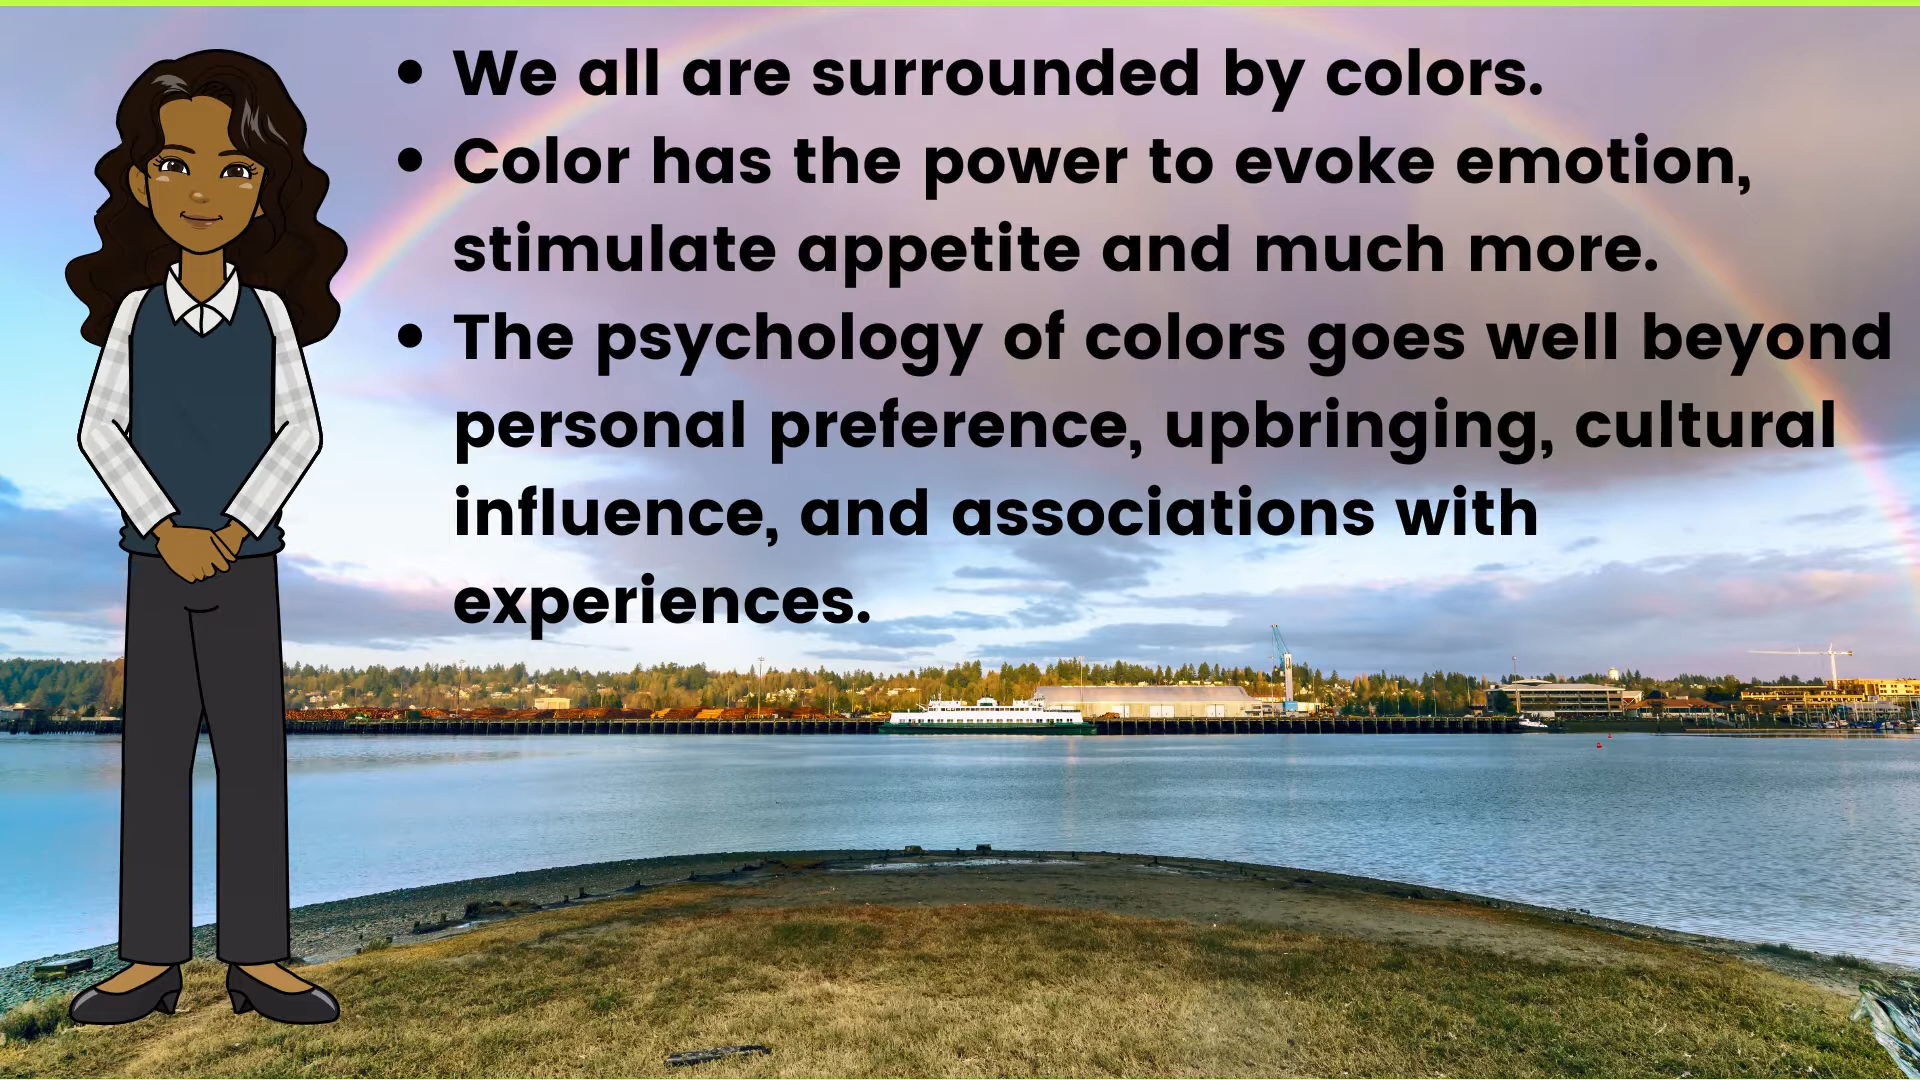 • We all are surrounded by colors.
• Color has the power to evoke emotion,
stimulate appetite and much more.
• The psychology of colors goes well beyond
personal preference, upbringing, cultural
influence, and associations with
experiences.